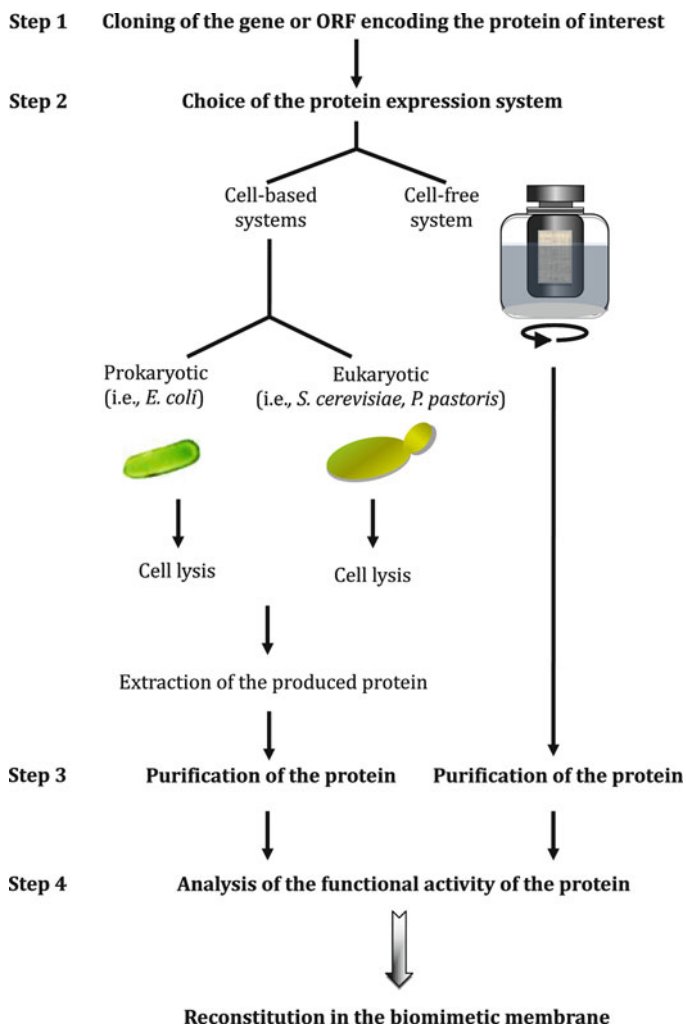 Step 1 Cloning of the gene or ORF encoding the protein of interest
Step 2 Choice of the protein expression system
Cell-based
systems
Cell-free
system
Prokaryotic
(i.e., E. coli)
Eukaryotic
(i.e., S. cerevisiae, P. pastoris)
Cell lysis
Cell lysis
Extraction of the produced protein
Step 3 Purification of the protein Purification of the protein
Step 4 Analysis of the functional activity of the protein
Reconstitution in the biomimetic membrane